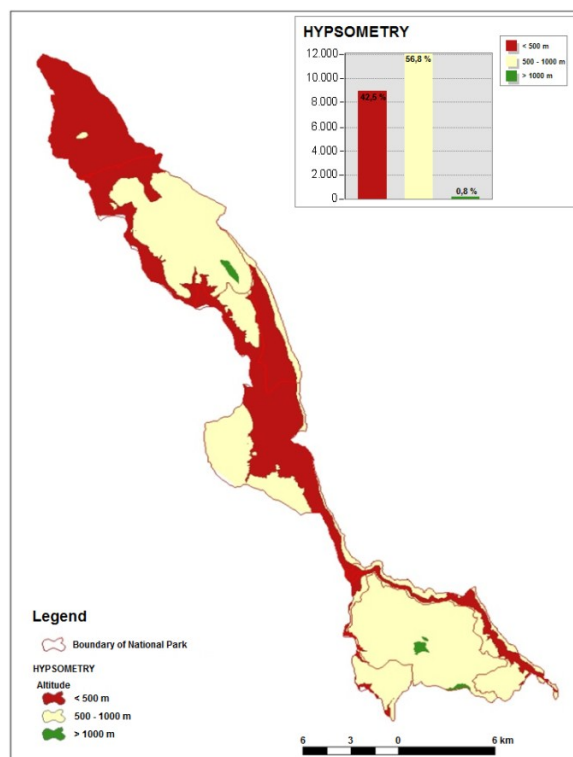 HYPSOMETRY
12.000
10.000
8.000
6.000
4.000
2.000
0
42,5 %
56,8 %
0,8 %
< 500 m
500 - 1000 m
> 1000 m
Legend
Boundary of National Park
HYPSOMETRY
Altitude
< 500 m
500 - 1000 m
> 1000 m
6 3 0 6 km